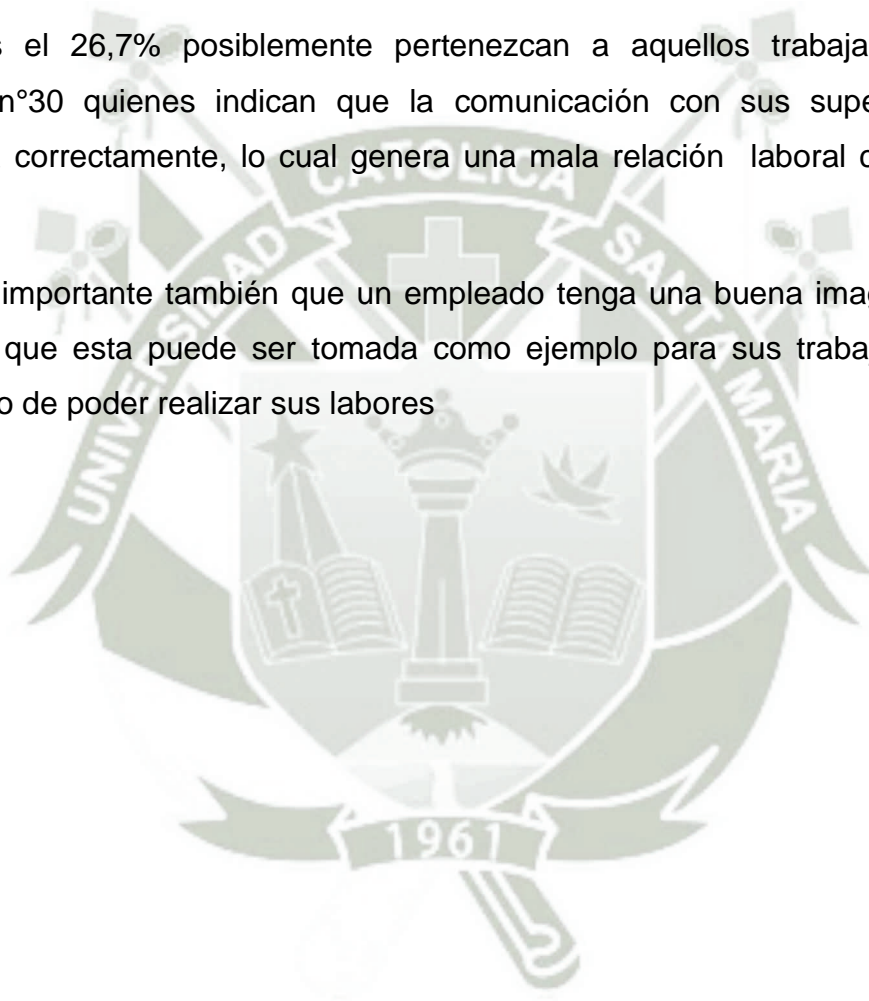 s el 26,7% posiblemente pertenezcan a aquellos trabaja
n°30 quienes indican que la comunicación con sus supe
correctamente, lo cual genera una mala relación laboral
importante también que un empleado tenga una buena ima
que esta puede ser tomada como ejemplo para sus traba
o de poder realizar sus labores
UNIVERSIDAD CATOLICA SANTA MARIA
1961